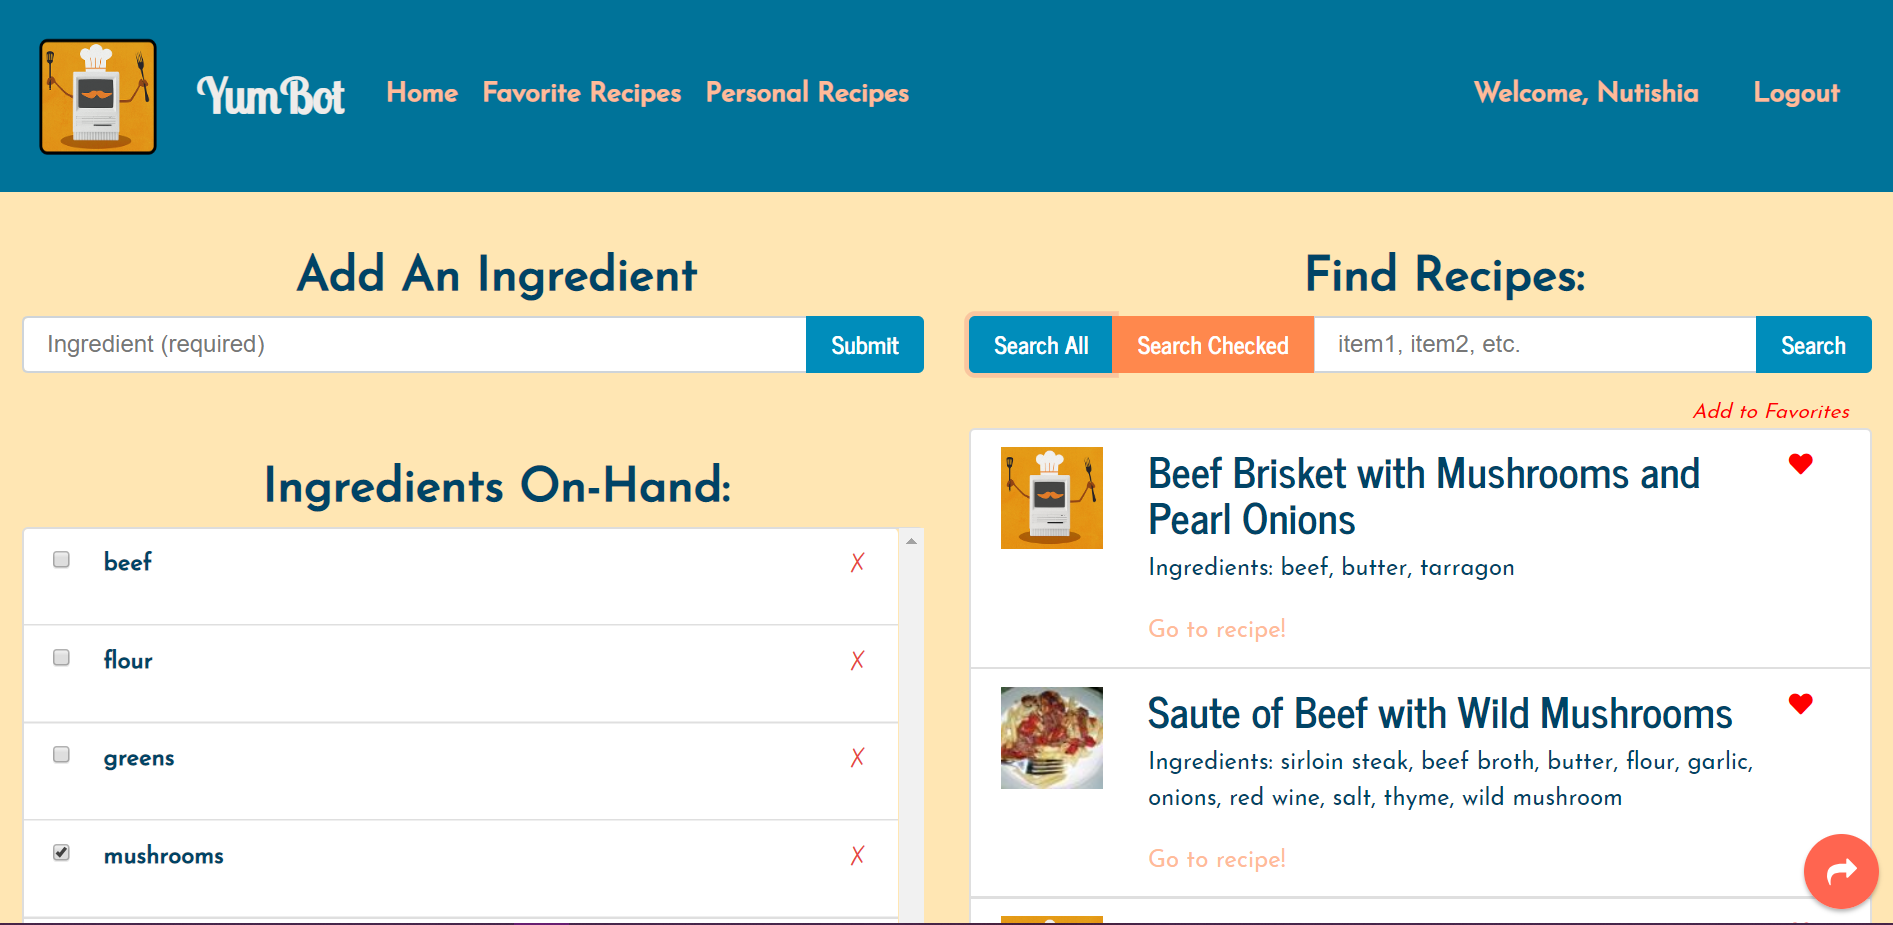 YumBot
Home
Favorite Recipes
Personal Recipes
Welcome, Nutishia
Logout
Add An Ingredient
Ingredient (required)
Submit
Ingredients On-Hand:
beef
X
flour
X
greens
X
mushrooms
X
Find Recipes:
Search All
Search Checked
item1, item2, etc.
Search
Add to Favorites
Beef Brisket with Mushrooms and
Pearl Onions
Ingredients: beef, butter, tarragon
Go to recipe!
Saute of Beef with Wild Mushrooms
Ingredients: sirloin steak, beef broth, butter, flour, garlic,
onions, red wine, salt, thyme, wild mushroom
Go to recipe!